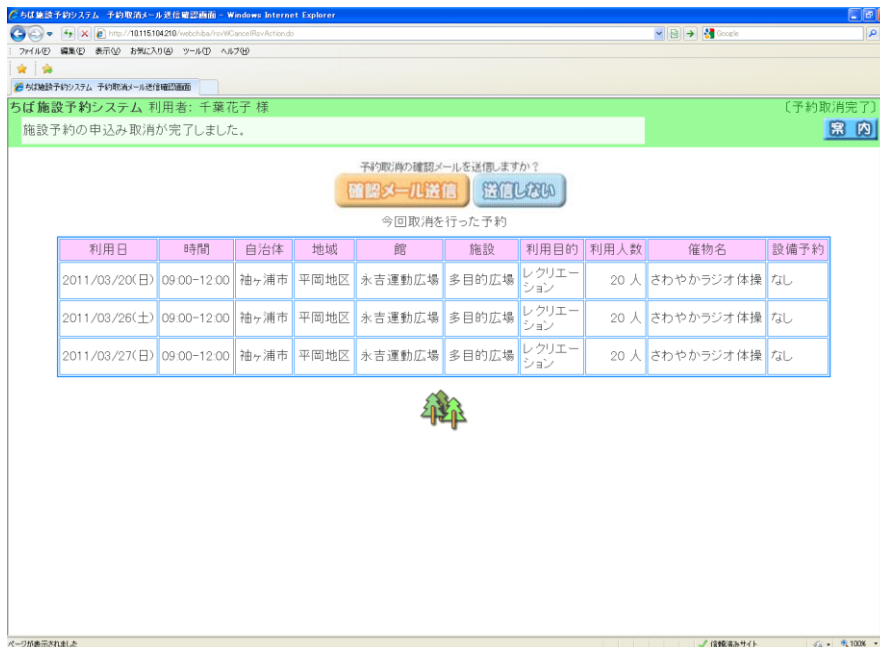 ちば施設予約システム 予約取消メール送信確認画面 - Windows Internet Explorer
http://10.115.104.210/webchiba/rsvWCancelRsvAction.do
Google
ファイル(F) 編集(E) 表示(V) お気に入り(A) ツール(T) ヘルプ(H)
ちば施設予約システム 予約取消メール送信確認画面
ちば施設予約システム 利用者: 千葉花子 様 〔予約取消完了〕
施設予約の申込み取消が完了しました。 案 内
予約取消の確認メールを送信しますか?
確認メール送信 送信しない
今回取消を行った予約
利用日 時間 自治体 地域 館 施設 利用目的 利用人数 催物名 設備予約
2011/03/20(日) 09:00-12:00 袖ヶ浦市 平岡地区 永吉運動広場 多目的広場 レクリエーション 20 人 さわやかラジオ体操 なし
2011/03/26(土) 09:00-12:00 袖ヶ浦市 平岡地区 永吉運動広場 多目的広場 レクリエーション 20 人 さわやかラジオ体操 なし
2011/03/27(日) 09:00-12:00 袖ヶ浦市 平岡地区 永吉運動広場 多目的広場 レクリエーション 20 人 さわやかラジオ体操 なし
ページが表示されました 信頼済みサイト 100%